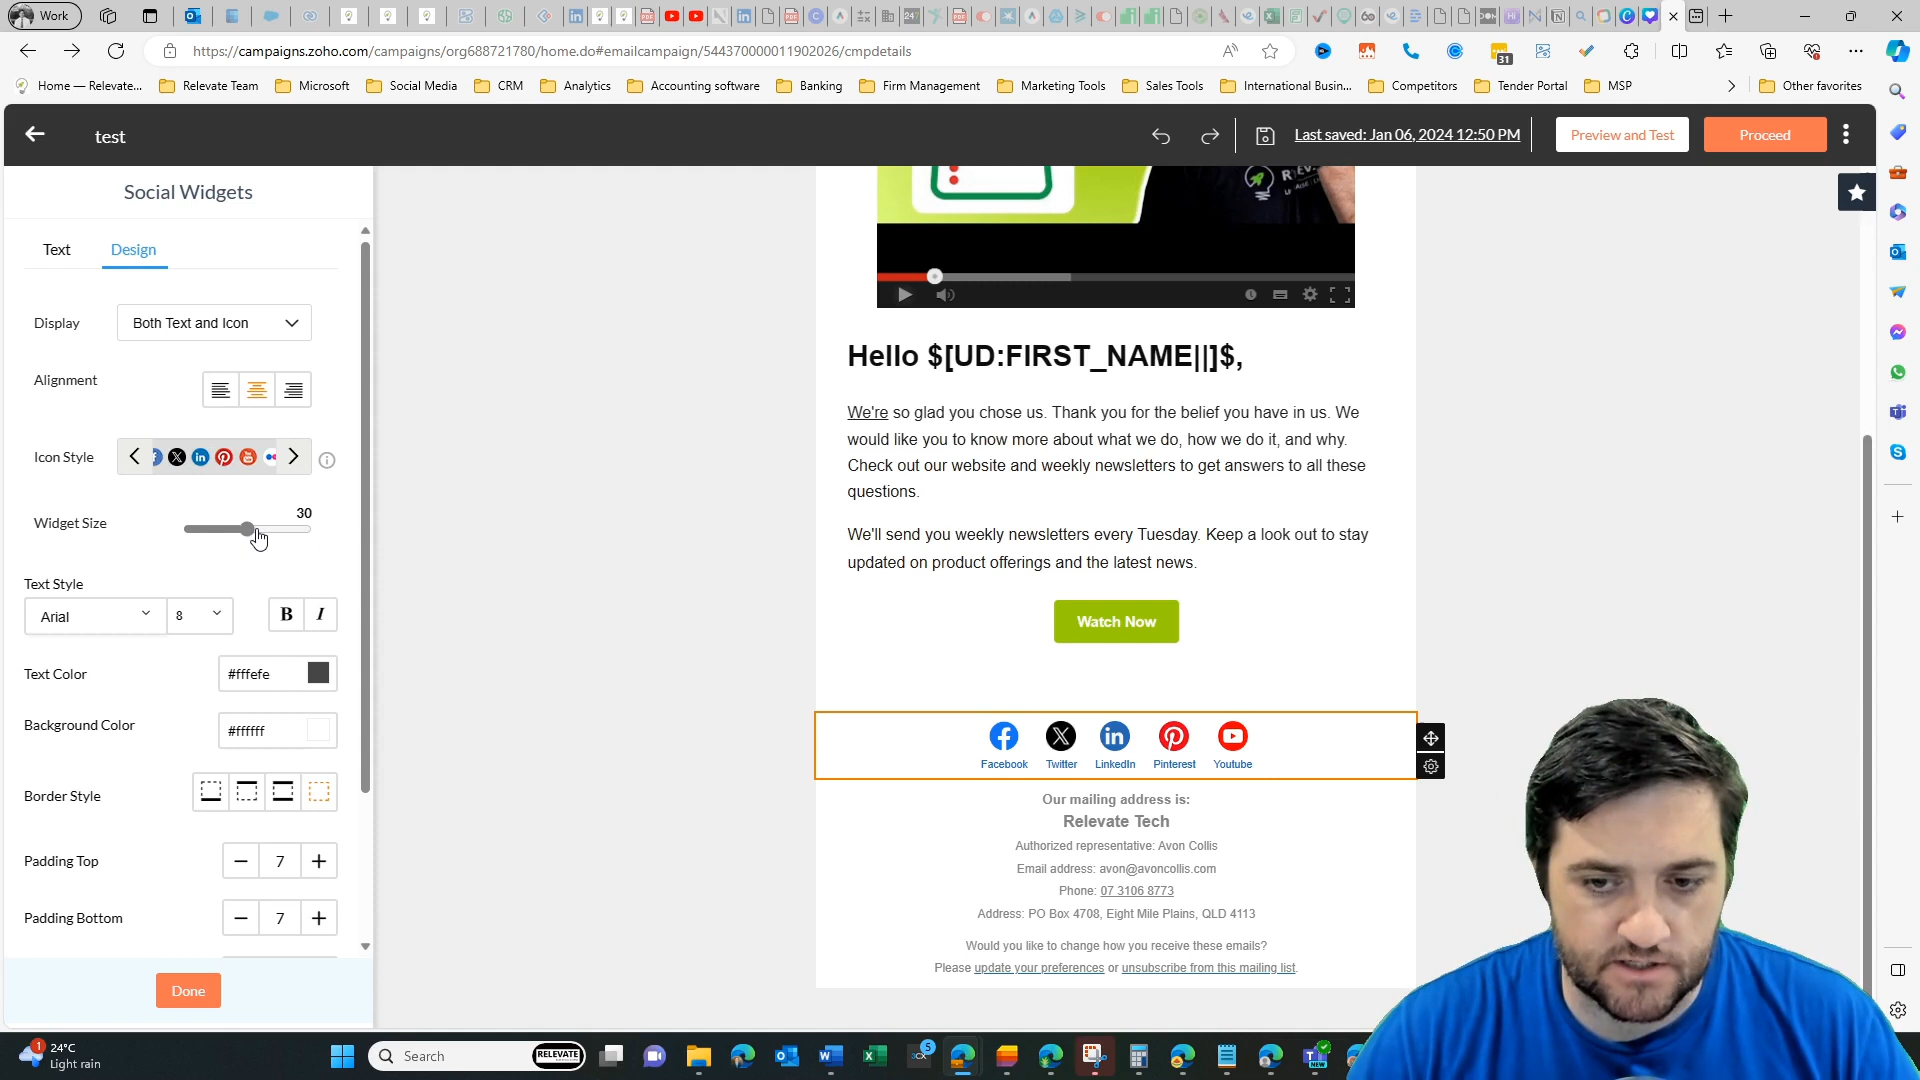 Work
https://campaigns.zoho.com/campaigns/org688721780/home.do#emailcampaign/544370000011902026/cmpdetails
Home — Relevate...
Relevate Team
Microsoft
Social Media
CRM
Analytics
Accounting software
Banking
Firm Management
Marketing Tools
Sales Tools
International Busin...
Competitors
Tender Portal
MSP
Other favorites
test
Last saved: Jan 06, 2024 12:50 PM
Preview and Test
Proceed
Social Widgets
Text
Design
Display
Both Text and Icon
Alignment
Icon Style
Widget Size
30
Text Style
Arial
8
B
I
Text Color
#fffefe
Background Color
#ffffff
Border Style
Padding Top
7
Padding Bottom
7
Done
Hello $[UD:FIRST_NAME||]$,
We're so glad you chose us. Thank you for the belief you have in us. We
would like you to know more about what we do, how we do it, and why.
Check out our website and weekly newsletters to get answers to all these
questions.
We'll send you weekly newsletters every Tuesday. Keep a look out to stay
updated on product offerings and the latest news.
Watch Now
Facebook
Twitter
LinkedIn
Pinterest
Youtube
Our mailing address is:
Relevate Tech
Authorized representative: Avon Collis
Email address: avon@avoncollis.com
Phone: 07 3106 8773
Address: PO Box 4708, Eight Mile Plains, QLD 4113
Would you like to change how you receive these emails?
Please update your preferences or unsubscribe from this mailing list.
24°C
Light rain
Search
RELEVATE